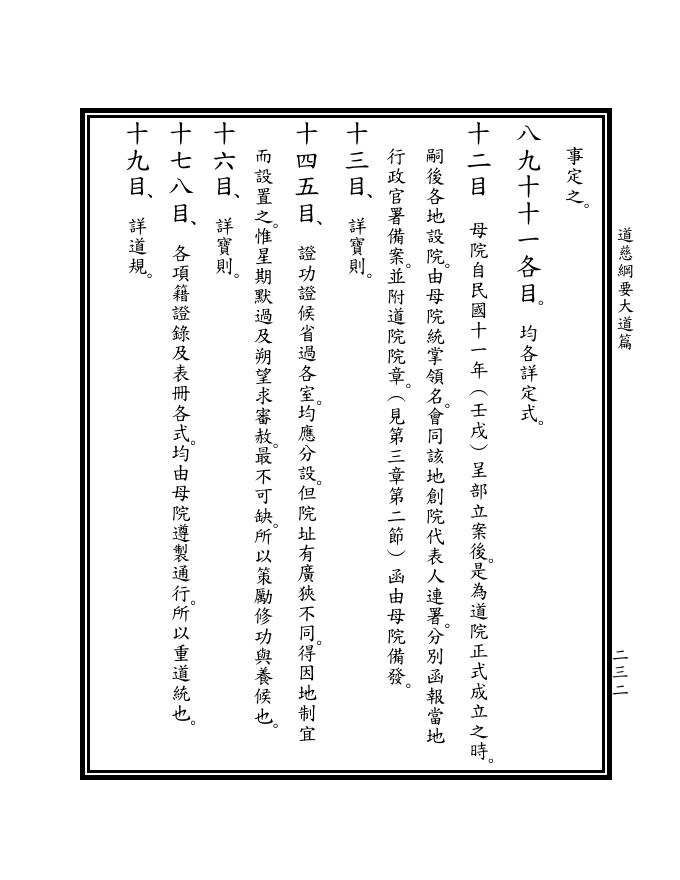 道慈綱要大道篇
事定之。
八九十十一各目。　均各詳定式。
十二目　母院自民國十一年（壬戌）呈部立案後。是為道院正式成立之時。
嗣後各地設院。由母院統掌領名。會同該地創院代表人連署。分別函報當地
行政官署備案。並附道院院章。（見第三章第二節）函由母院備發。
十三目、詳寶則。
十四五目、證功證候省過各室。均應分設。但院址有廣狹不同。得因地制宜
而設置之。惟星期默過及朔望求審赦。最不可缺。所以策勵修功與養候也。
十六目、詳寶則。
十七八目、各項籍證錄及表冊各式。均由母院遵製通行。所以重道統也。
十九目、詳道規。
二三二